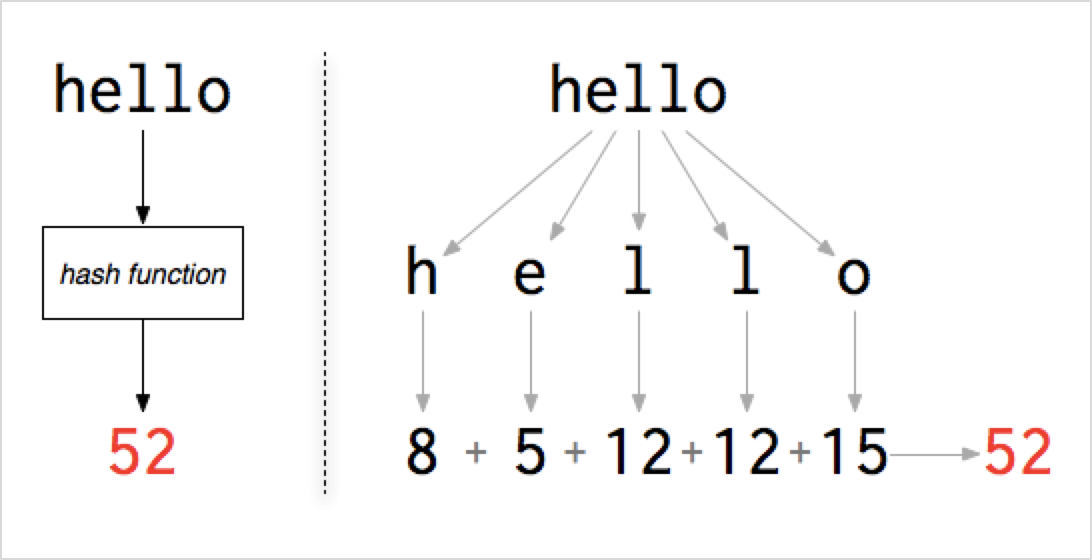 hello
hash function
52
hello
h e l l o
8 + 5 + 12 + 12 + 15 52